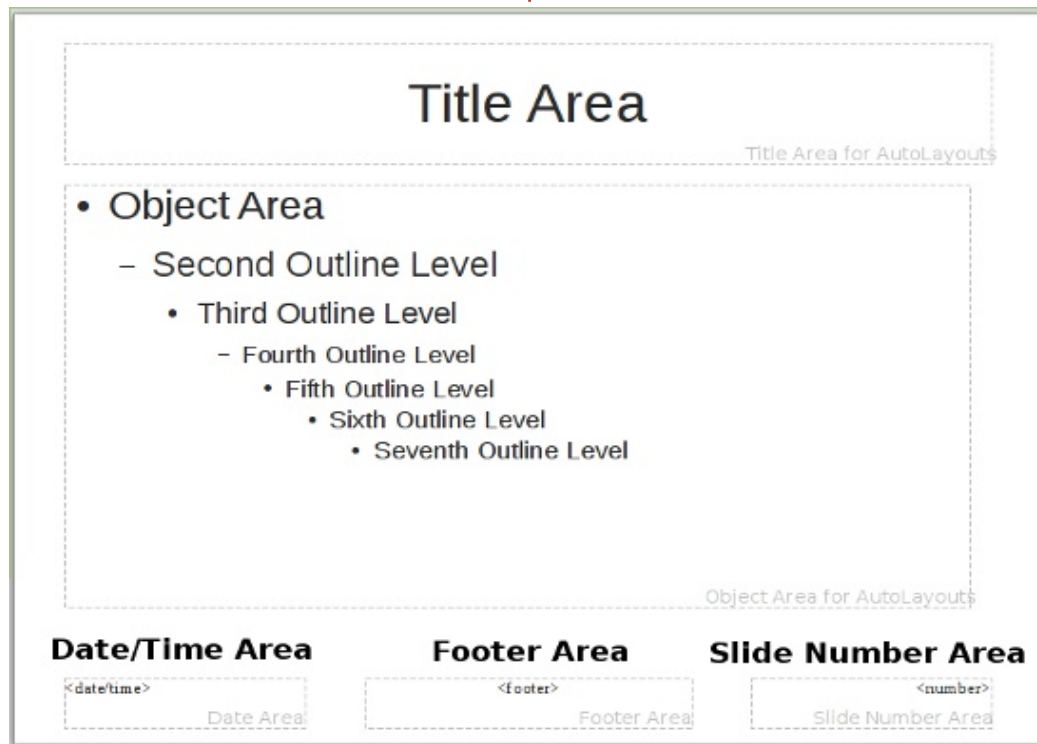 Title Area
Title Area for AutoLayouts
• Object Area
– Second Outline Level
• Third Outline Level
– Fourth Outline Level
• Fifth Outline Level
• Sixth Outline Level
• Seventh Outline Level
Object Area for AutoLayouts
Date/Time Area
Footer Area
Slide Number Area
<date/time>
<footer>
<number>
Date Area
Footer Area
Slide Number Area